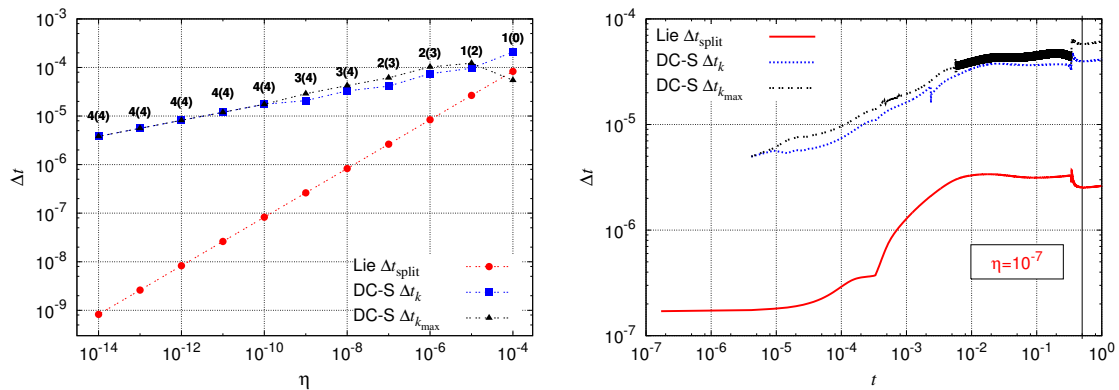 10⁻³
10⁻⁴
10⁻⁵
10⁻⁶
10⁻⁷
10⁻⁸
10⁻⁹
Δt
4(4) 4(4) 4(4) 4(4) 4(4) 3(4) 3(4) 3(4) 2(3) 1(2) 1(0)
Lie Δt_split
DC-S Δt_k
DC-S Δt_k_max
10⁻¹⁴ 10⁻¹² 10⁻¹⁰ 10⁻⁸ 10⁻⁶ 10⁻⁴
η
10⁻⁴
10⁻⁵
10⁻⁶
10⁻⁷
Δt
Lie Δt_split
DC-S Δt_k
DC-S Δt_k_max
η=10⁻⁷
10⁻⁷ 10⁻⁶ 10⁻⁵ 10⁻⁴ 10⁻³ 10⁻² 10⁻¹ 10⁰
t